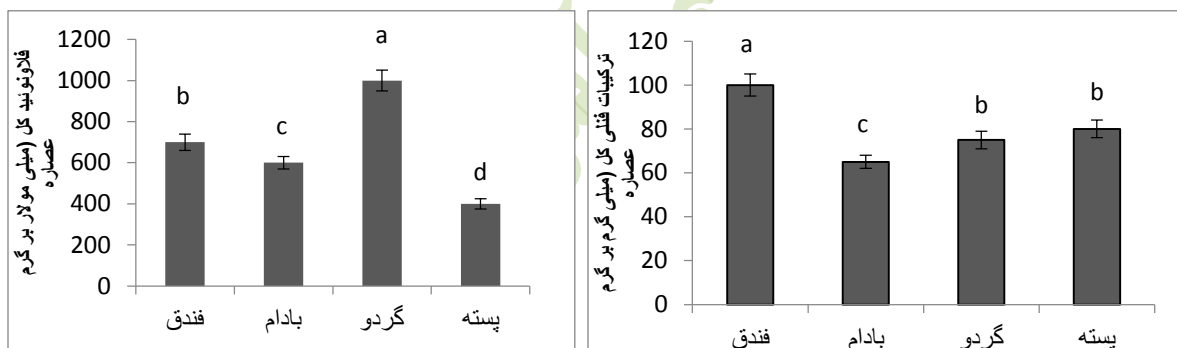 فلاونوئید کل (میلی مولار بر گرم
عصاره
1200
1000
800
600
400
200
0
b
c
a
d
فندق
بادام
گردو
پسته
ترکیبات فنلی کل (میلی گرم بر گرم
عصاره
120
100
80
60
40
20
0
a
c
b
b
فندق
بادام
گردو
پسته